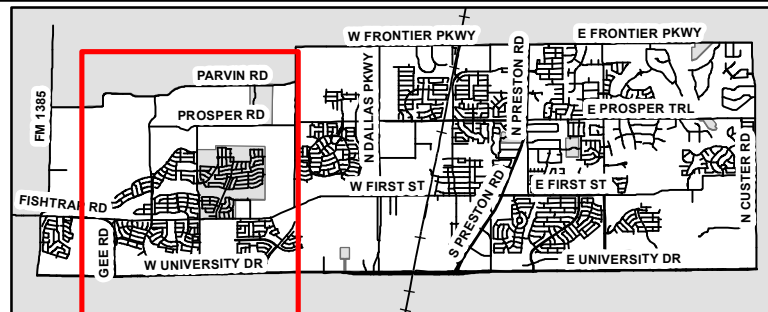 W FRONTIER PKWY
E FRONTIER PKWY
FM 1385
PARVIN RD
N DALLAS PKWY
N PRESTON RD
PROSPER RD
E PROSPER TRL
N CUSTER RD
W FIRST ST
E FIRST ST
FISHTRAP RD
S PRESTON RD
GEE RD
W UNIVERSITY DR
E UNIVERSITY DR